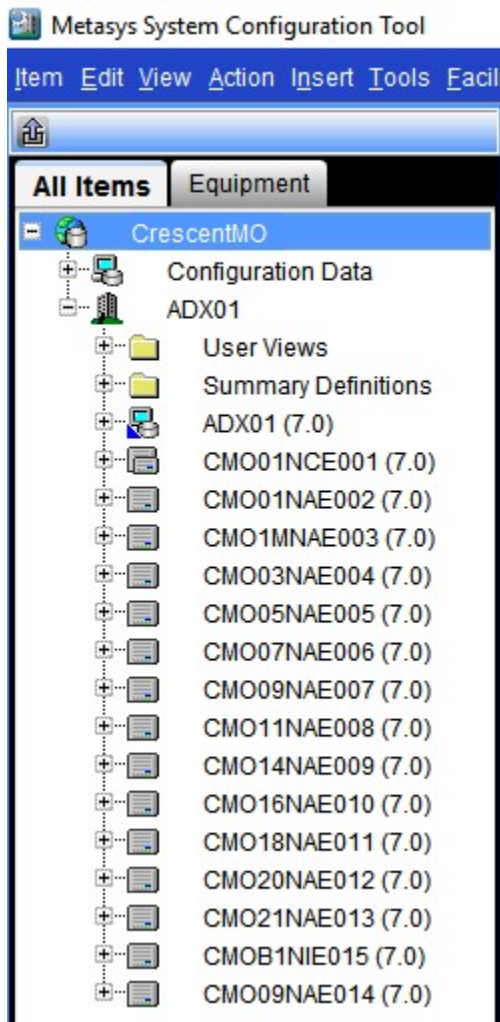 Metasys System Configuration Tool
Item Edit View Action Insert Tools Facil
All Items Equipment
CrescentMO
Configuration Data
ADX01
User Views
Summary Definitions
ADX01 (7.0)
CMO01NCE001 (7.0)
CMO01NAE002 (7.0)
CMO1MNAE003 (7.0)
CMO03NAE004 (7.0)
CMO05NAE005 (7.0)
CMO07NAE006 (7.0)
CMO09NAE007 (7.0)
CMO11NAE008 (7.0)
CMO14NAE009 (7.0)
CMO16NAE010 (7.0)
CMO18NAE011 (7.0)
CMO20NAE012 (7.0)
CMO21NAE013 (7.0)
CMOB1NIE015 (7.0)
CMO09NAE014 (7.0)